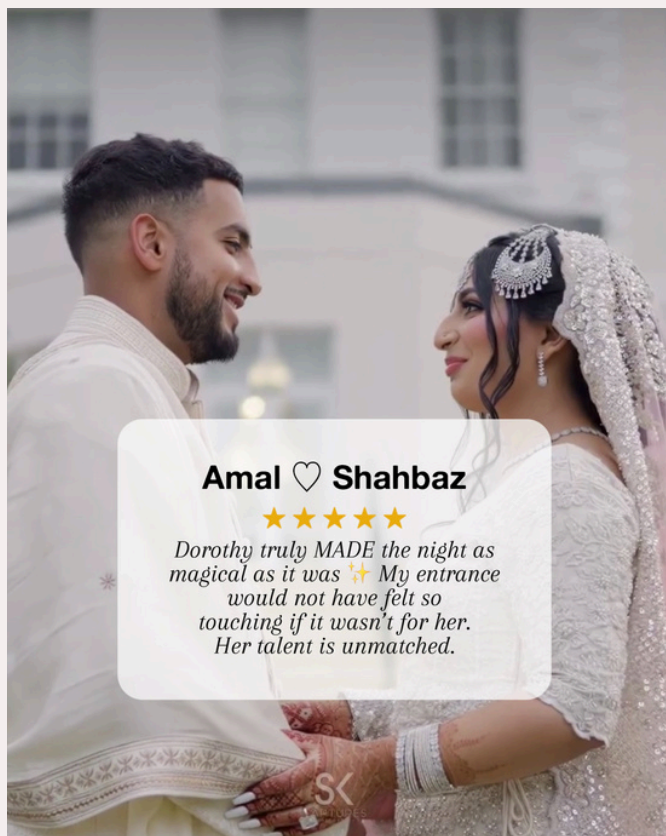 Amal ♡ Shahbaz
★★★★★
Dorothy truly MADE the night as
magical as it was ✨ My entrance
would not have felt so
touching if it wasn't for her.
Her talent is unmatched.
SK